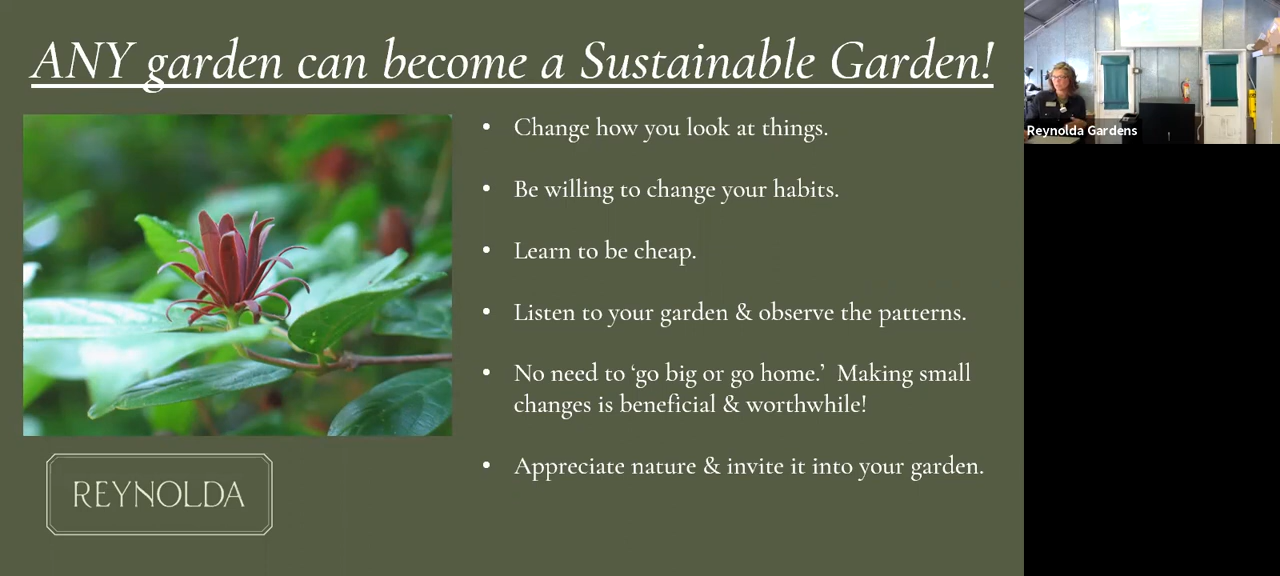 ANY garden can become a Sustainable Garden!
• Change how you look at things.
• Be willing to change your habits.
• Learn to be cheap.
• Listen to your garden & observe the patterns.
• No need to ‘go big or go home.’  Making small
changes is beneficial & worthwhile!
• Appreciate nature & invite it into your garden.
REYNOLDA
Reynolda Gardens